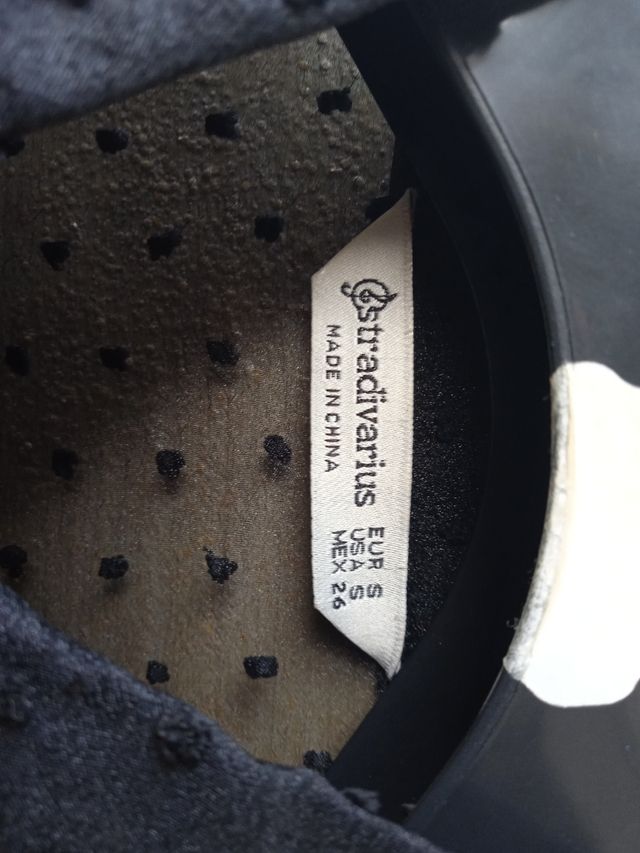 stradivarius
MADE IN CHINA
EUR S
USA S
MEX 26